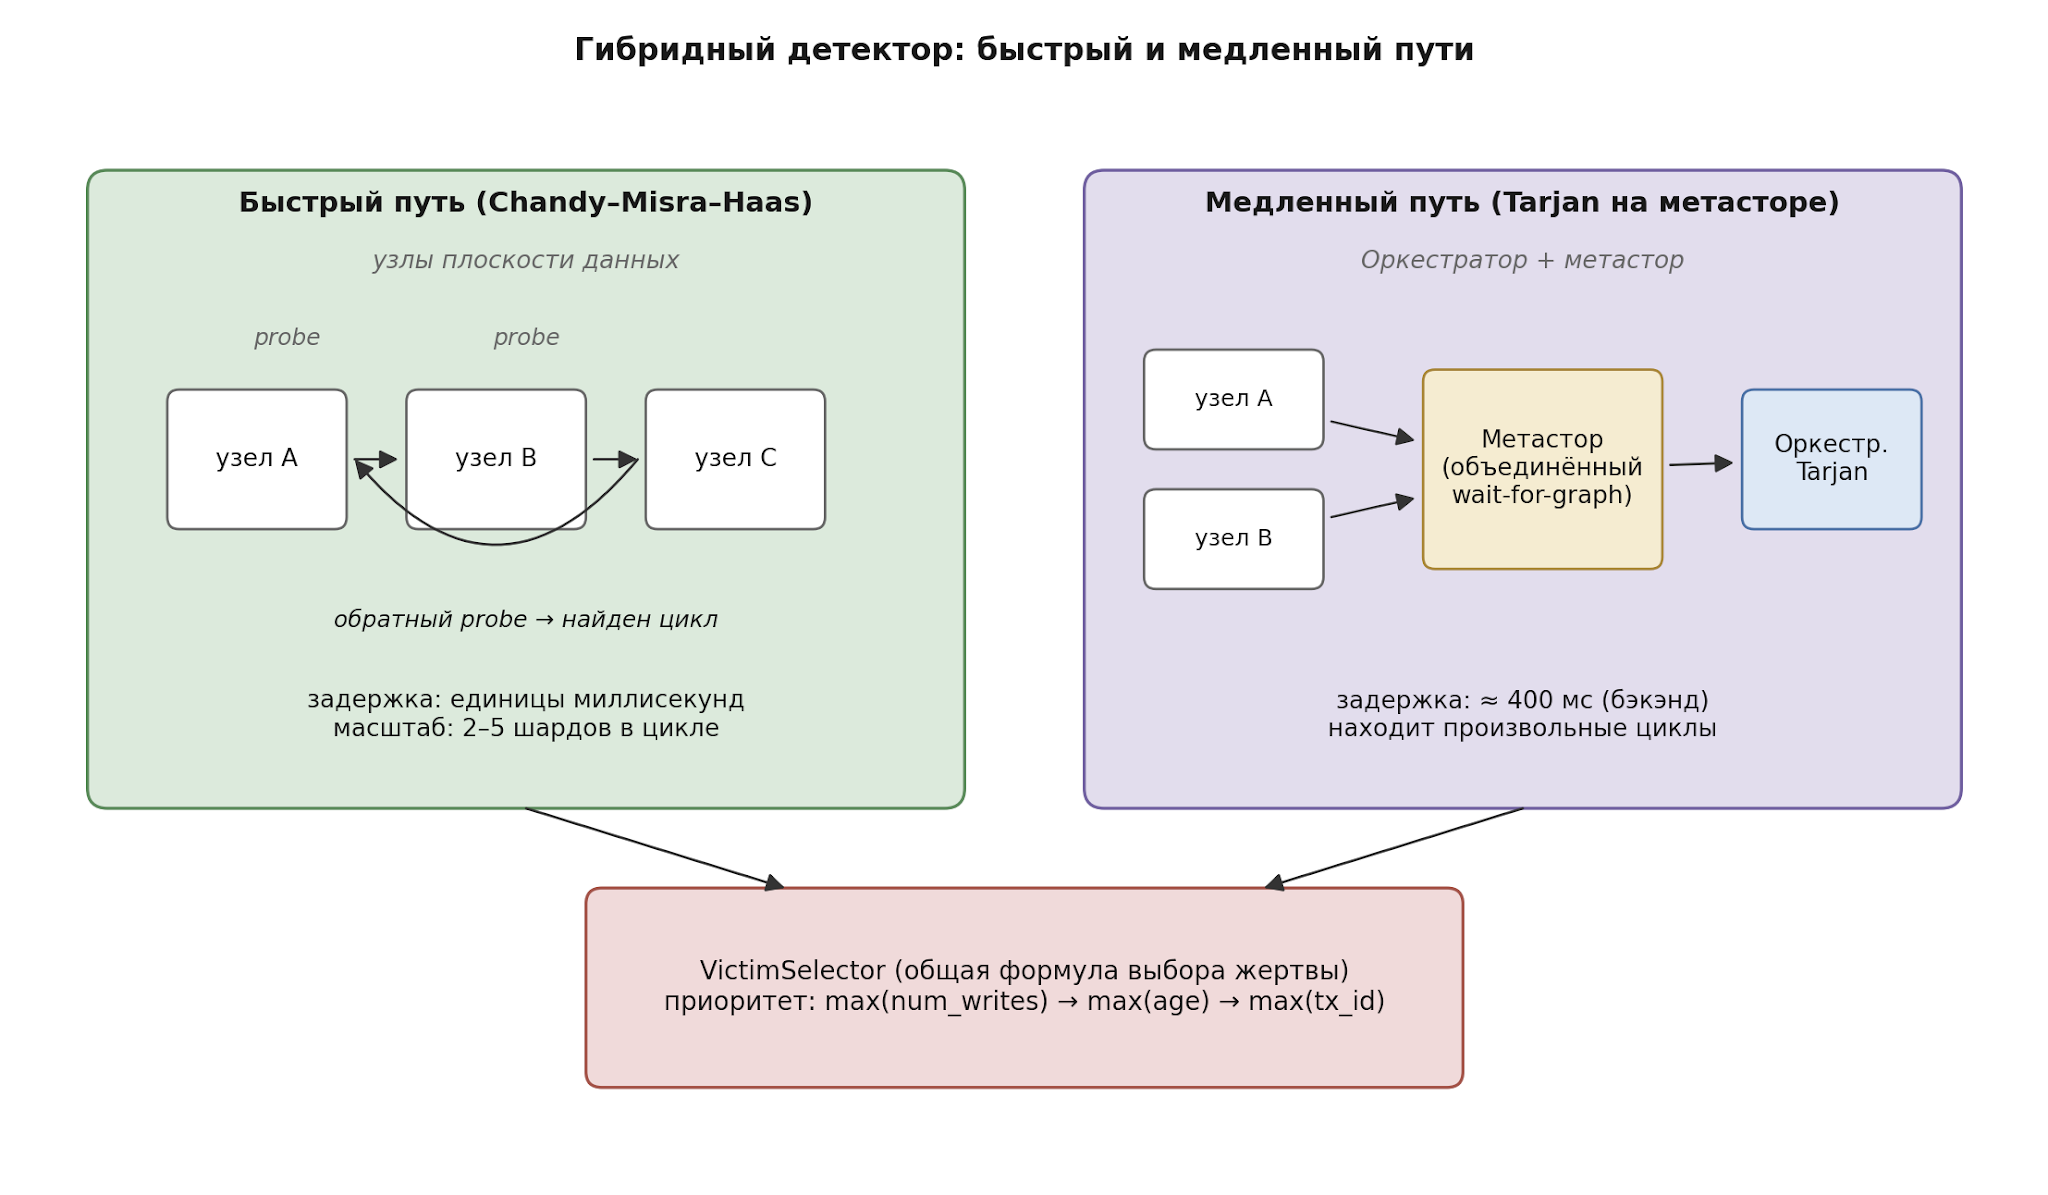 Гибридный детектор: быстрый и медленный пути
Быстрый путь (Chandy–Misra–Haas)
узлы плоскости данных
probe
probe
узел A
узел B
узел C
обратный probe → найден цикл
задержка: единицы миллисекунд
масштаб: 2–5 шардов в цикле
Медленный путь (Tarjan на метасторе)
Оркестратор + метастор
узел A
узел B
Метастор
(объединённый
wait-for-graph)
Оркестр.
Tarjan
задержка: ≈ 400 мс (бэкэнд)
находит произвольные циклы
VictimSelector (общая формула выбора жертвы)
приоритет: max(num_writes) → max(age) → max(tx_id)